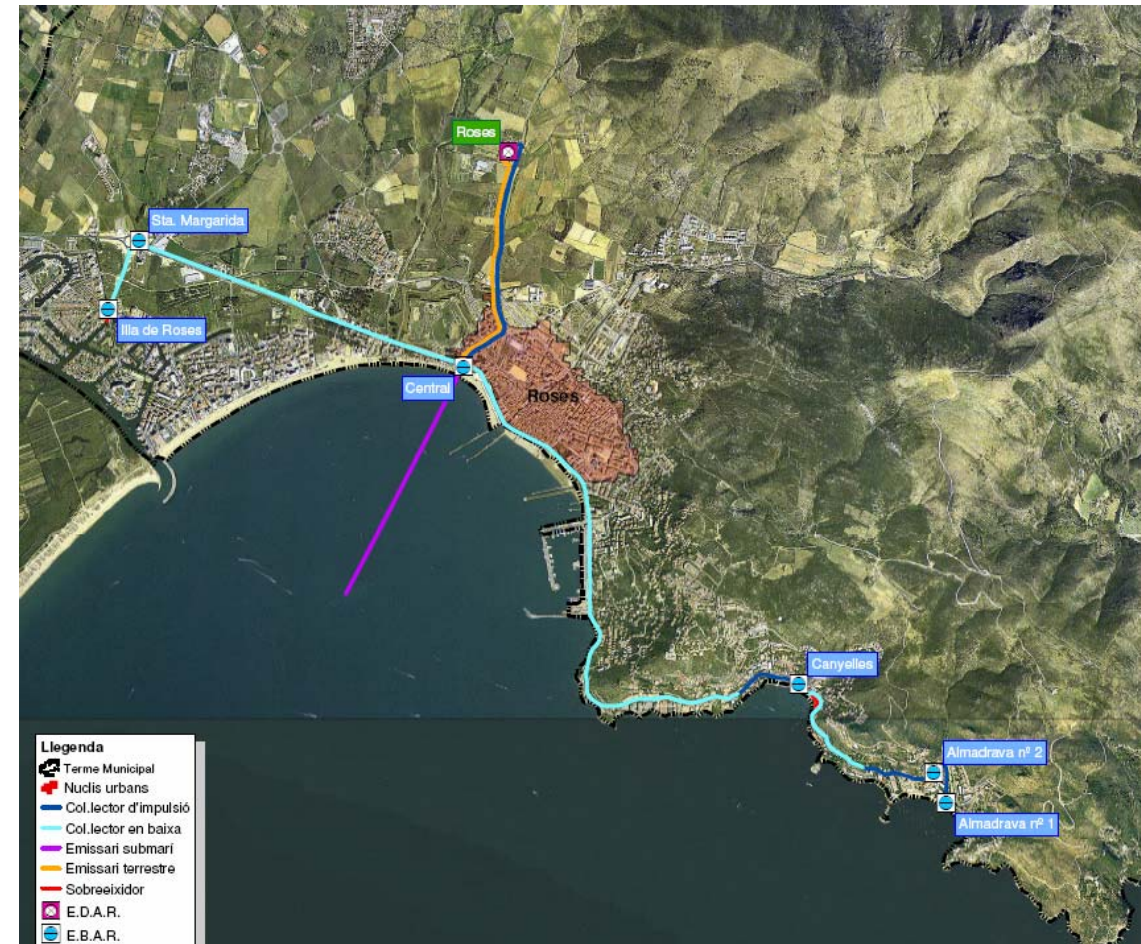 Roses
Sta. Margarida
Illa de Roses
Central
Roses
Canyelles
Almadrava nº 2
Almadrava nº 1
Llegenda
Terme Municipal
Nuclis urbans
Col.lector d'impulsió
Col.lector en baixa
Emissari submarí
Emissari terrestre
Sobreeixidor
E.D.A.R.
E.B.A.R.